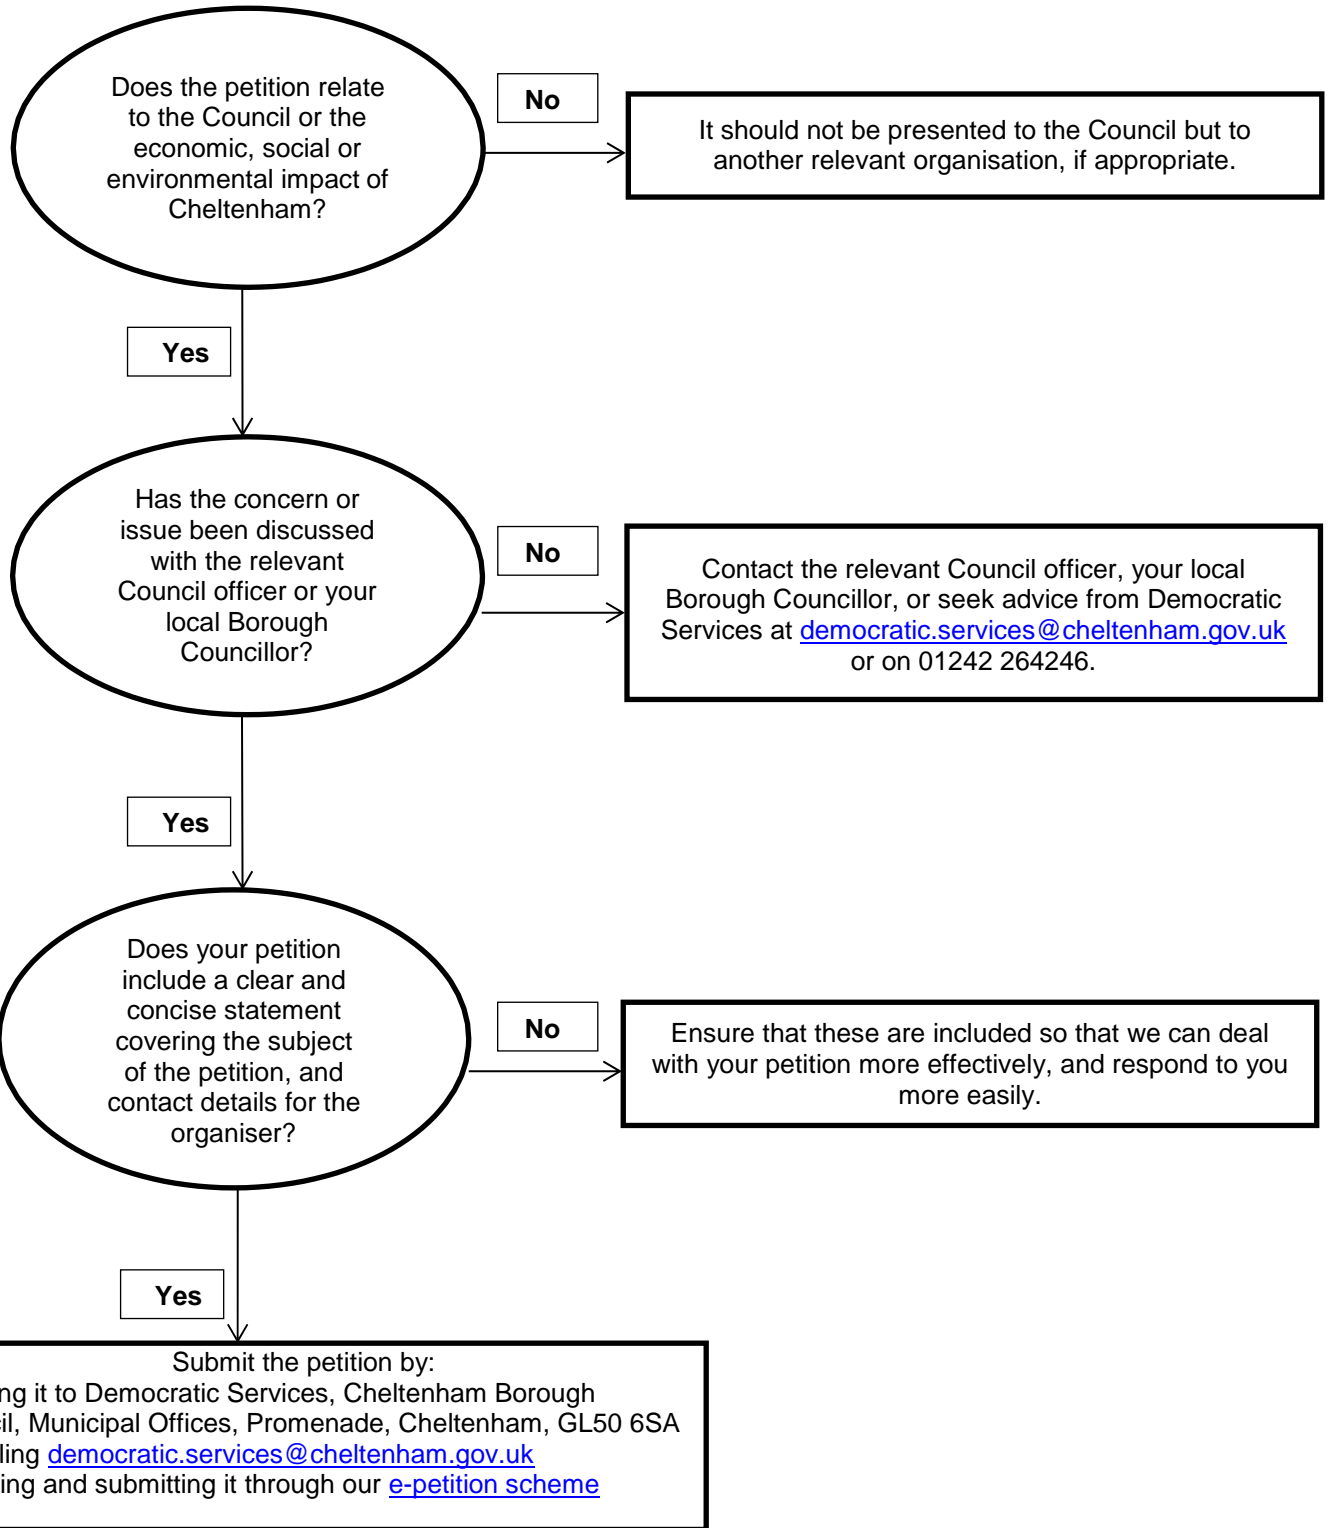 Does the petition relate
to the Council or the
economic, social or
environmental impact of
Cheltenham?
No
It should not be presented to the Council but to
another relevant organisation, if appropriate.
Yes
Has the concern or
issue been discussed
with the relevant
Council officer or your
local Borough
Councillor?
No
Contact the relevant Council officer, your local
Borough Councillor, or seek advice from Democratic
Services at democratic.services@cheltenham.gov.uk
or on 01242 264246.
Yes
Does your petition
include a clear and
concise statement
covering the subject
of the petition, and
contact details for the
organiser?
No
Ensure that these are included so that we can deal
with your petition more effectively, and respond to you
more easily.
Yes
Submit the petition by:
it to Democratic Services, Cheltenham Borough
Municipal Offices, Promenade, Cheltenham, GL50 6SA
democratic.services@cheltenham.gov.uk
and submitting it through our e-petition scheme